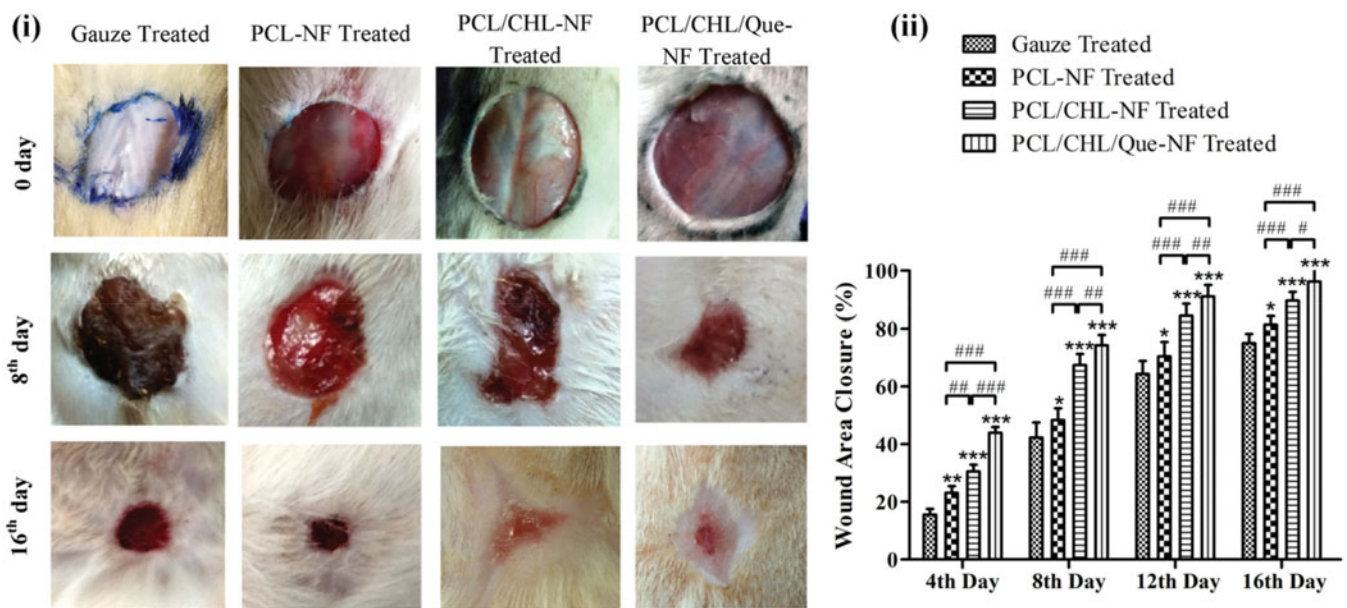 (i)
Gauze Treated
PCL-NF Treated
PCL/CHL-NF
Treated
PCL/CHL/Que-
NF Treated
0 day
8th day
16th day
(ii)
Gauze Treated
PCL-NF Treated
PCL/CHL-NF Treated
PCL/CHL/Que-NF Treated
Wound Area Closure (%)
100
80
60
40
20
0
###
## ###
** *** ***
###
### ##
* *** ***
###
### ##
* *** ***
###
### #
* *** ***
4th Day 8th Day 12th Day 16th Day